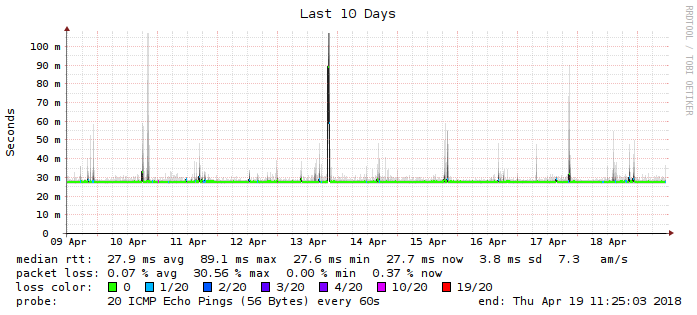 Last 10 Days
RRDTOOL / TOBI OETIKER
Seconds
100 m
90 m
80 m
70 m
60 m
50 m
40 m
30 m
20 m
10 m
0
09 Apr 10 Apr 11 Apr 12 Apr 13 Apr 14 Apr 15 Apr 16 Apr 17 Apr 18 Apr
median rtt: 27.9 ms avg 89.1 ms max 27.6 ms min 27.7 ms now 3.8 ms sd 7.3 am/s
packet loss: 0.07 % avg 30.56 % max 0.00 % min 0.37 % now
loss color: 0 1/20 2/20 3/20 4/20 10/20 19/20
probe: 20 ICMP Echo Pings (56 Bytes) every 60s end: Thu Apr 19 11:25:03 2018